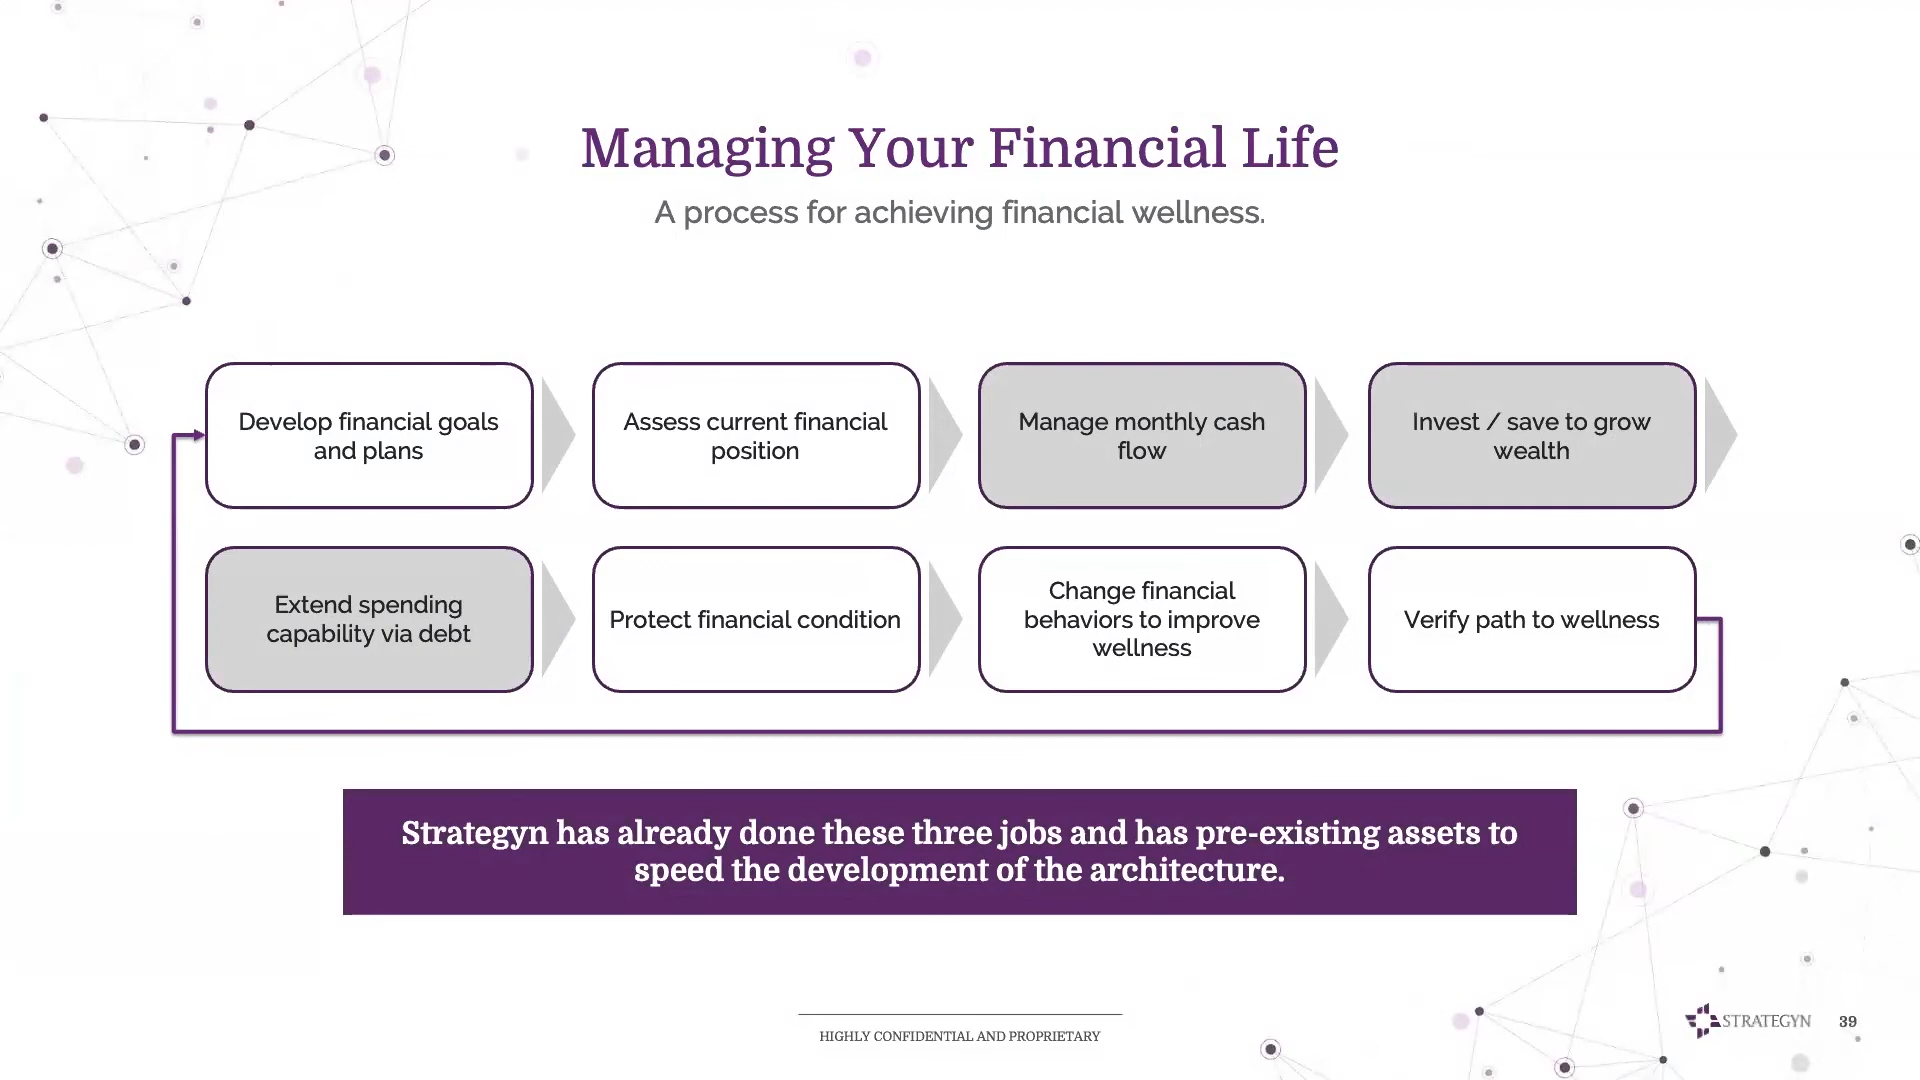 Managing Your Financial Life
A process for achieving financial wellness.
Develop financial goals
and plans
Assess current financial
position
Manage monthly cash
flow
Invest / save to grow
wealth
Extend spending
capability via debt
Protect financial condition
Change financial
behaviors to improve
wellness
Verify path to wellness
Strategyn has already done these three jobs and has pre-existing assets to
speed the development of the architecture.
HIGHLY CONFIDENTIAL AND PROPRIETARY
STRATEGYN
39